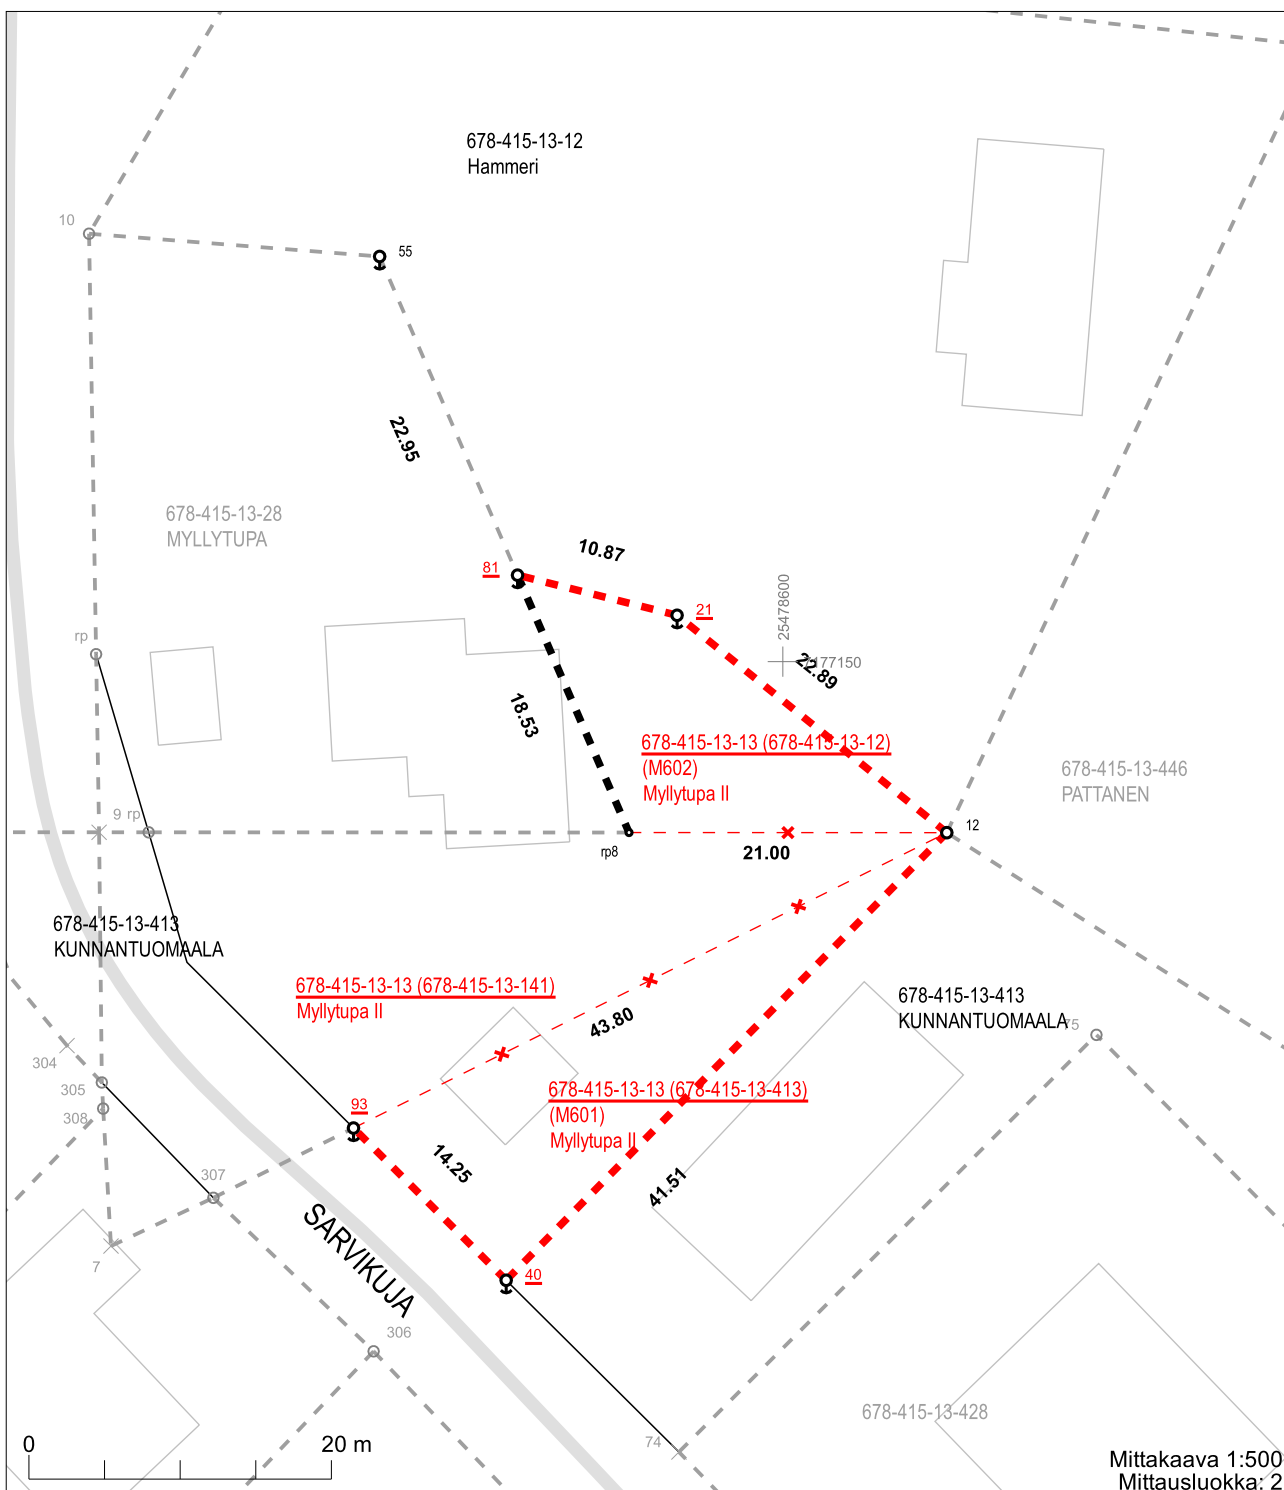 678-415-13-12
Hammeri
10
55
22.95
678-415-13-28
MYLLYTUPA
10.87
81
21
25478600
22.89
rp
18.53
678-415-13-13 (678-415-13-12)
(M602)
Myllytupa II
678-415-13-446
PATTANEN
9 rp
12
rp8
21.00
678-415-13-413
KUNNANTUOMAALA
678-415-13-13 (678-415-13-141)
Myllytupa II
678-415-13-413
KUNNANTUOMAALA
75
43.80
304
305
308
678-415-13-13 (678-415-13-413)
(M601)
Myllytupa II
93
14.25
41.51
307
SARVIKUJA
7
40
306
678-415-13-428
74
0 20 m
Mittakaava 1:500
Mittausluokka: 2